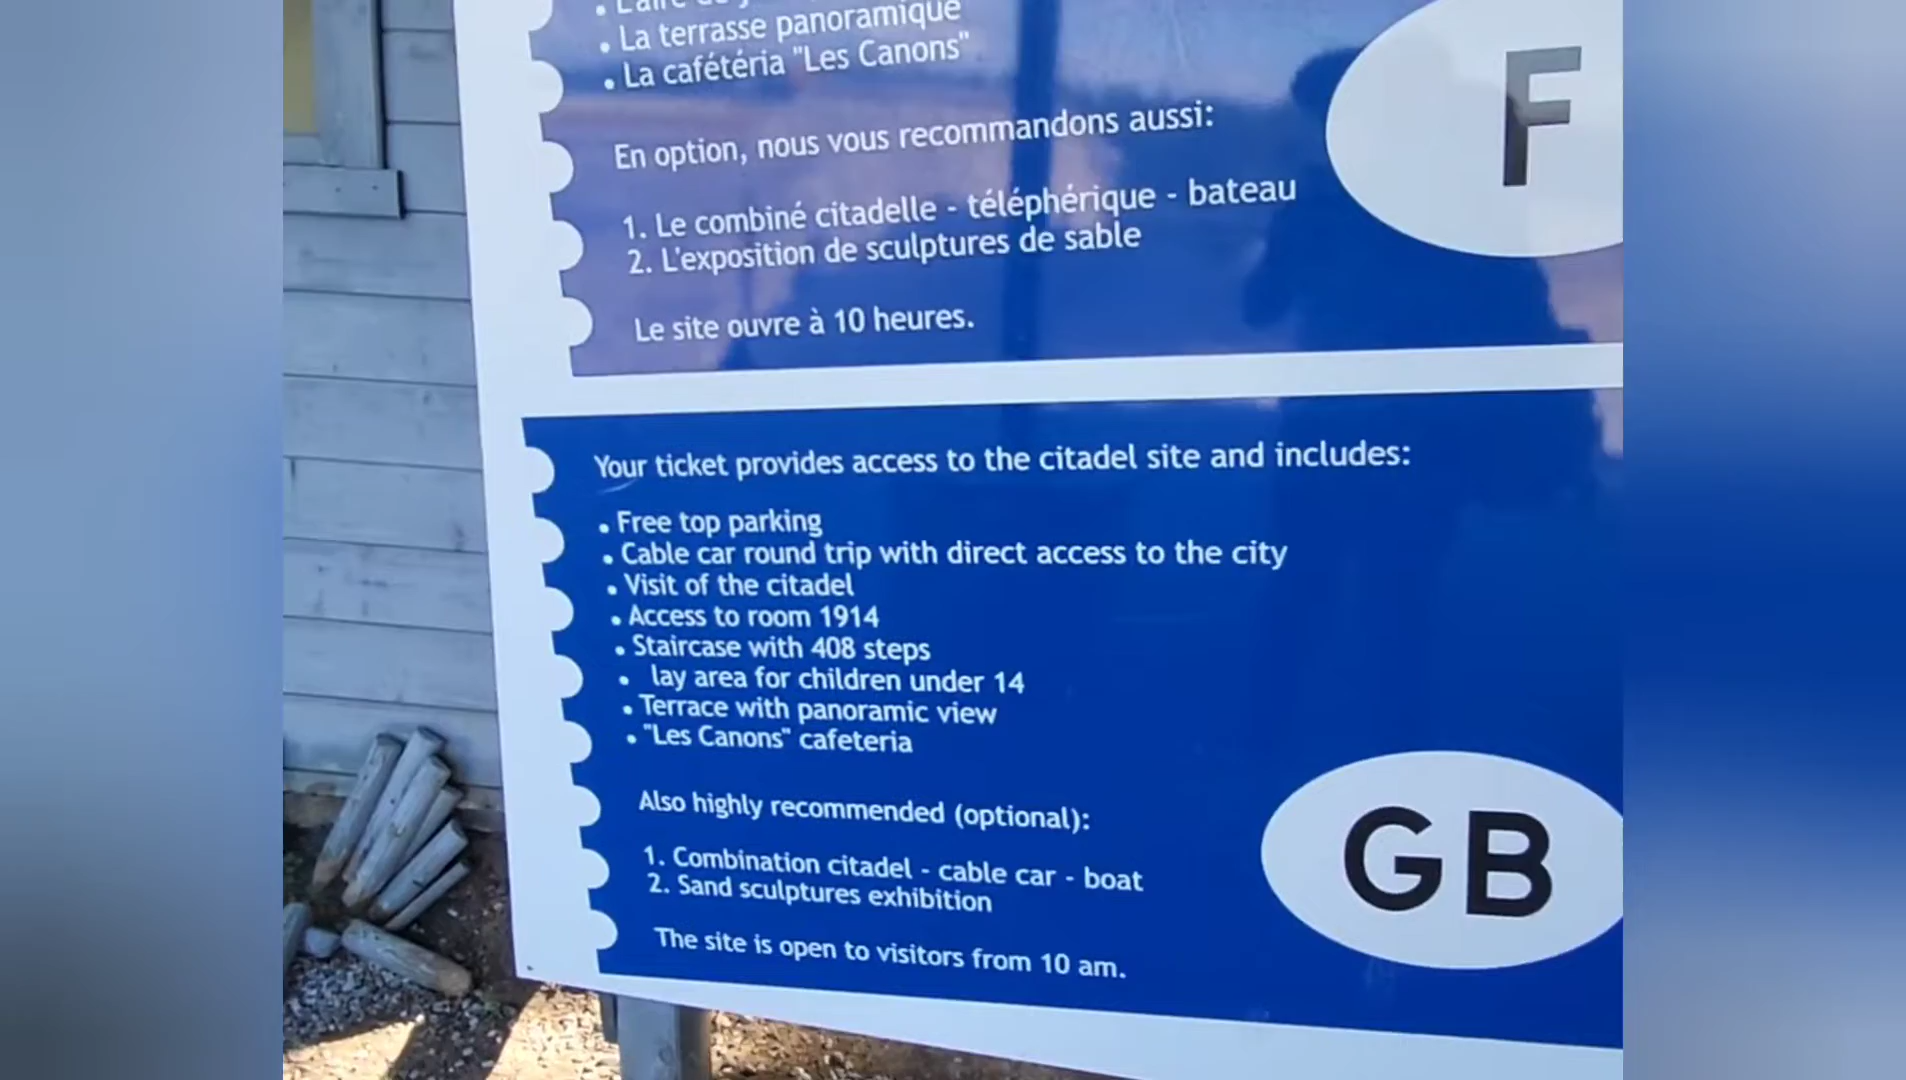 • La terrasse panoramique
• La cafétéria "Les Canons"
En option, nous vous recommandons aussi:
1. Le combiné citadelle - téléphérique - bateau
2. L'exposition de sculptures de sable
Le site ouvre à 10 heures.
F
Your ticket provides access to the citadel site and includes:
• Free top parking
• Cable car round trip with direct access to the city
• Visit of the citadel
• Access to room 1914
• Staircase with 408 steps
• lay area for children under 14
• Terrace with panoramic view
• "Les Canons" cafeteria
Also highly recommended (optional):
1. Combination citadel - cable car - boat
2. Sand sculptures exhibition
The site is open to visitors from 10 am.
GB